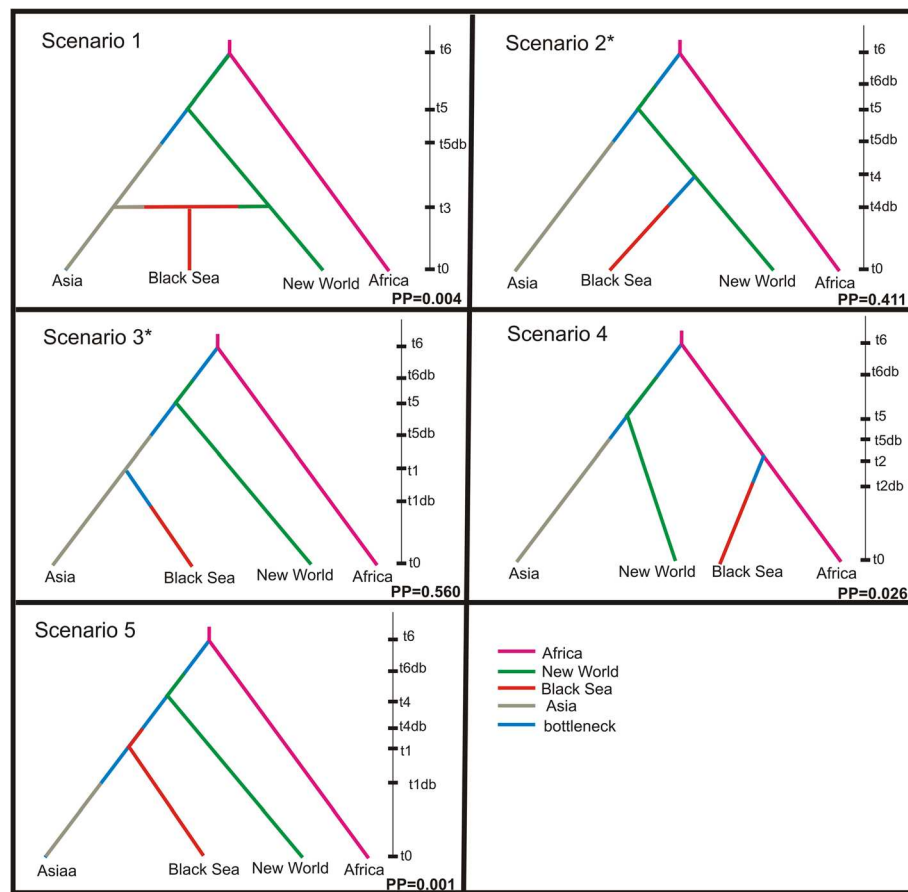 Scenario 1
t6
t5
t5db
t3
t0
Asia
Black Sea
New World
Africa
PP=0.004
Scenario 2*
t6
t6db
t5
t5db
t4
t4db
t0
Asia
Black Sea
New World
Africa
PP=0.411
Scenario 3*
t6
t6db
t5
t5db
t1
t1db
t0
Asia
Black Sea
New World
Africa
PP=0.560
Scenario 4
t6
t6db
t5
t5db
t2
t2db
t0
Asia
New World
Black Sea
Africa
PP=0.026
Scenario 5
t6
t6db
t4
t4db
t1
t1db
t0
Asiaa
Black Sea
New World
Africa
PP=0.001
Africa
New World
Black Sea
Asia
bottleneck